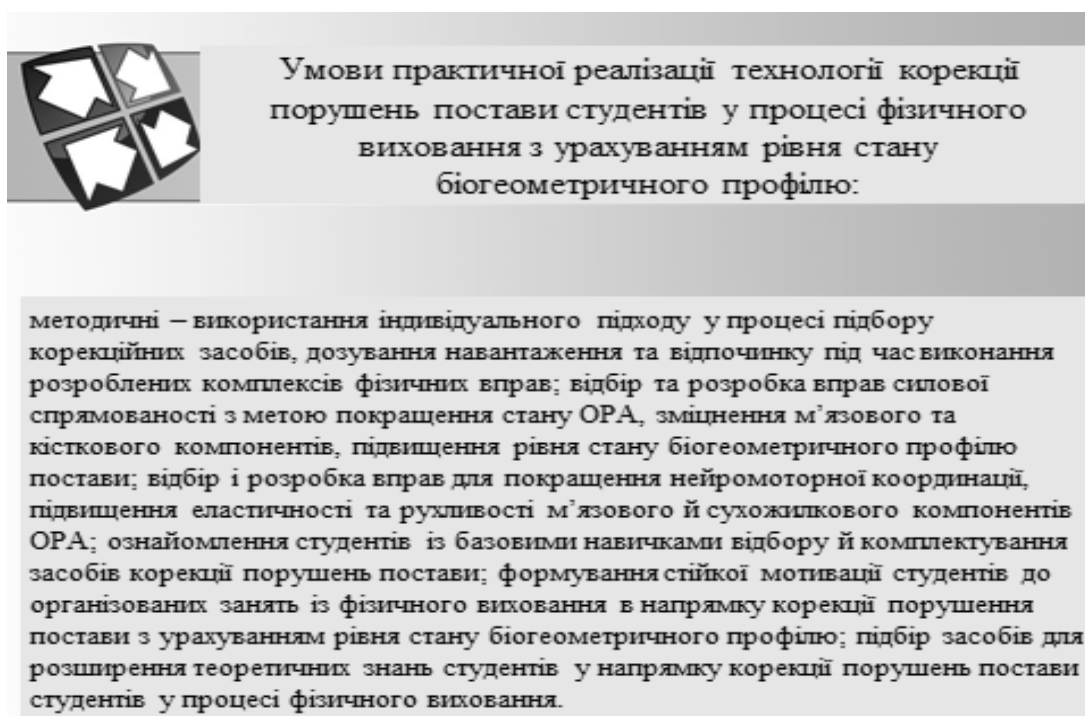 Умови практичної реалізації технології корекції
порушень постави студентів у процесі фізичного
виховання з урахуванням рівня стану
біогеометричного профілю:
методичні – використання індивідуального підходу у процесі підбору
корекційних засобів, дозування навантаження та відпочинку під час виконання
розроблених комплексів фізичних вправ; відбір та розробка вправ силової
спрямованості з метою покращення стану ОРА, зміцнення м’язового та
кісткового компонентів, підвищення рівня стану біогеометричного профілю
постави; відбір і розробка вправ для покращення нейромоторної координації,
підвищення еластичності та рухливості м’язового й сухожилкового компонентів
ОРА; ознайомлення студентів із базовими навичками відбору й комплектування
засобів корекції порушень постави; формування стійкої мотивації студентів до
організованих занять із фізичного виховання в напрямку корекції порушення
постави з урахуванням рівня стану біогеометричного профілю; підбір засобів для
розширення теоретичних знань студентів у напрямку корекції порушень постави
студентів у процесі фізичного виховання.